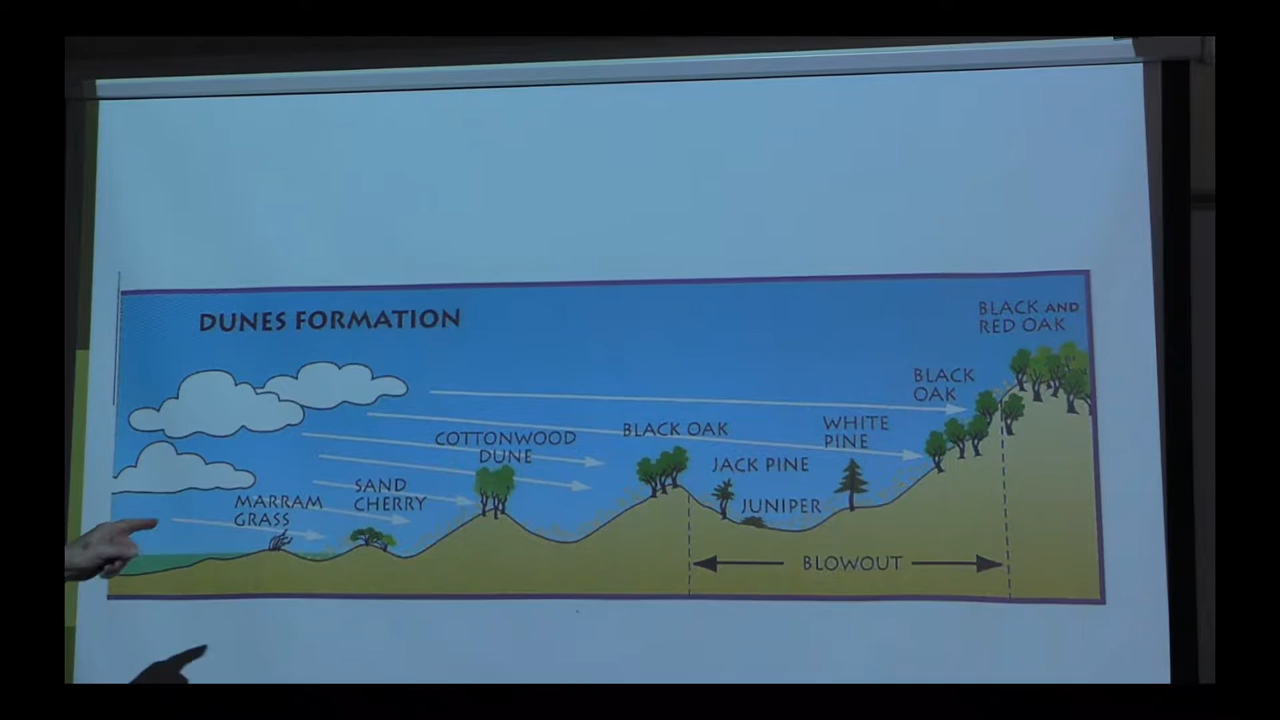 DUNES FORMATION
BLACK AND
RED OAK
BLACK
OAK
WHITE
PINE
BLACK OAK
COTTONWOOD
DUNE
JACK PINE
SAND
CHERRY
MARRAM
GRASS
JUNIPER
BLOWOUT